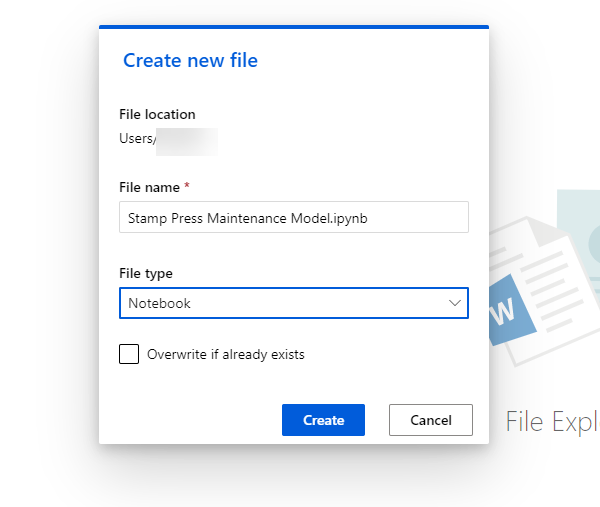 Create new file
File location
Users/
File name *
Stamp Press Maintenance Model.ipynb
File type
Notebook
Overwrite if already exists
Create
Cancel
W
File Expl